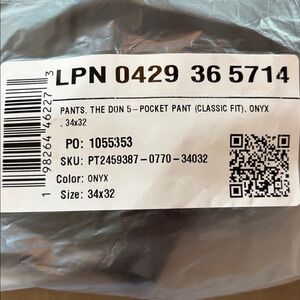 LPN 0429 36 5714
PANTS, THE DON 5-POCKET PANT (CLASSIC FIT), ONYX
, 34x32
PO: 1055353
SKU: PT2459387-0770-34032
Color: ONYX
Size: 34x32
1 98264 46227 3